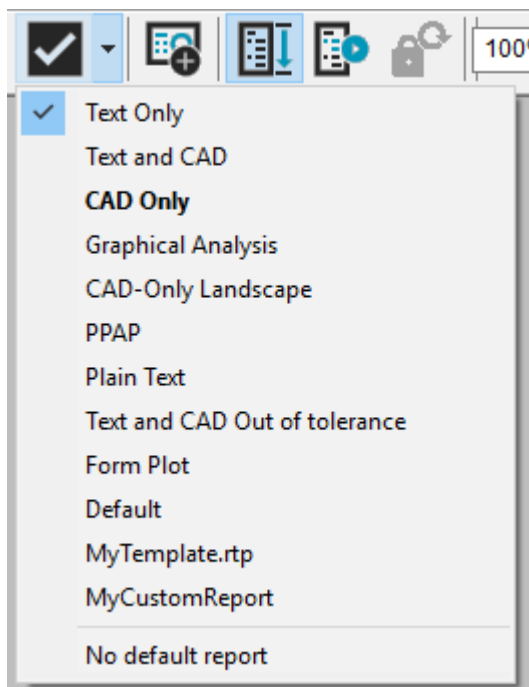 100%
Text Only
Text and CAD
CAD Only
Graphical Analysis
CAD-Only Landscape
PPAP
Plain Text
Text and CAD Out of tolerance
Form Plot
Default
MyTemplate.rtp
MyCustomReport
No default report